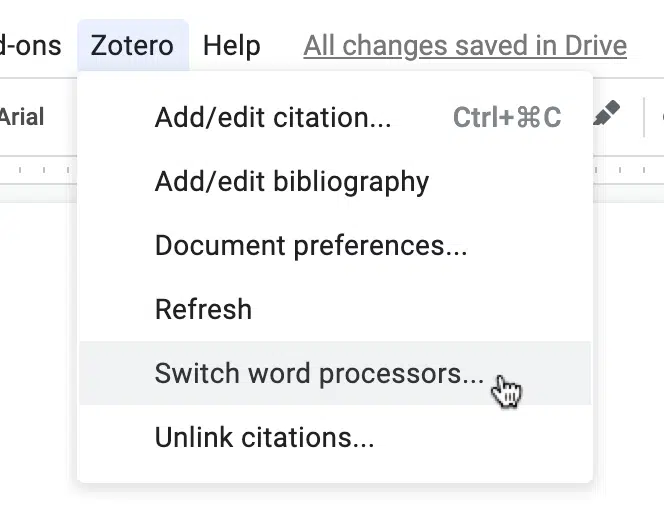 d-ons Zotero Help All changes saved in Drive
Arial
Add/edit citation... Ctrl+⌘C
Add/edit bibliography
Document preferences...
Refresh
Switch word processors...
Unlink citations...